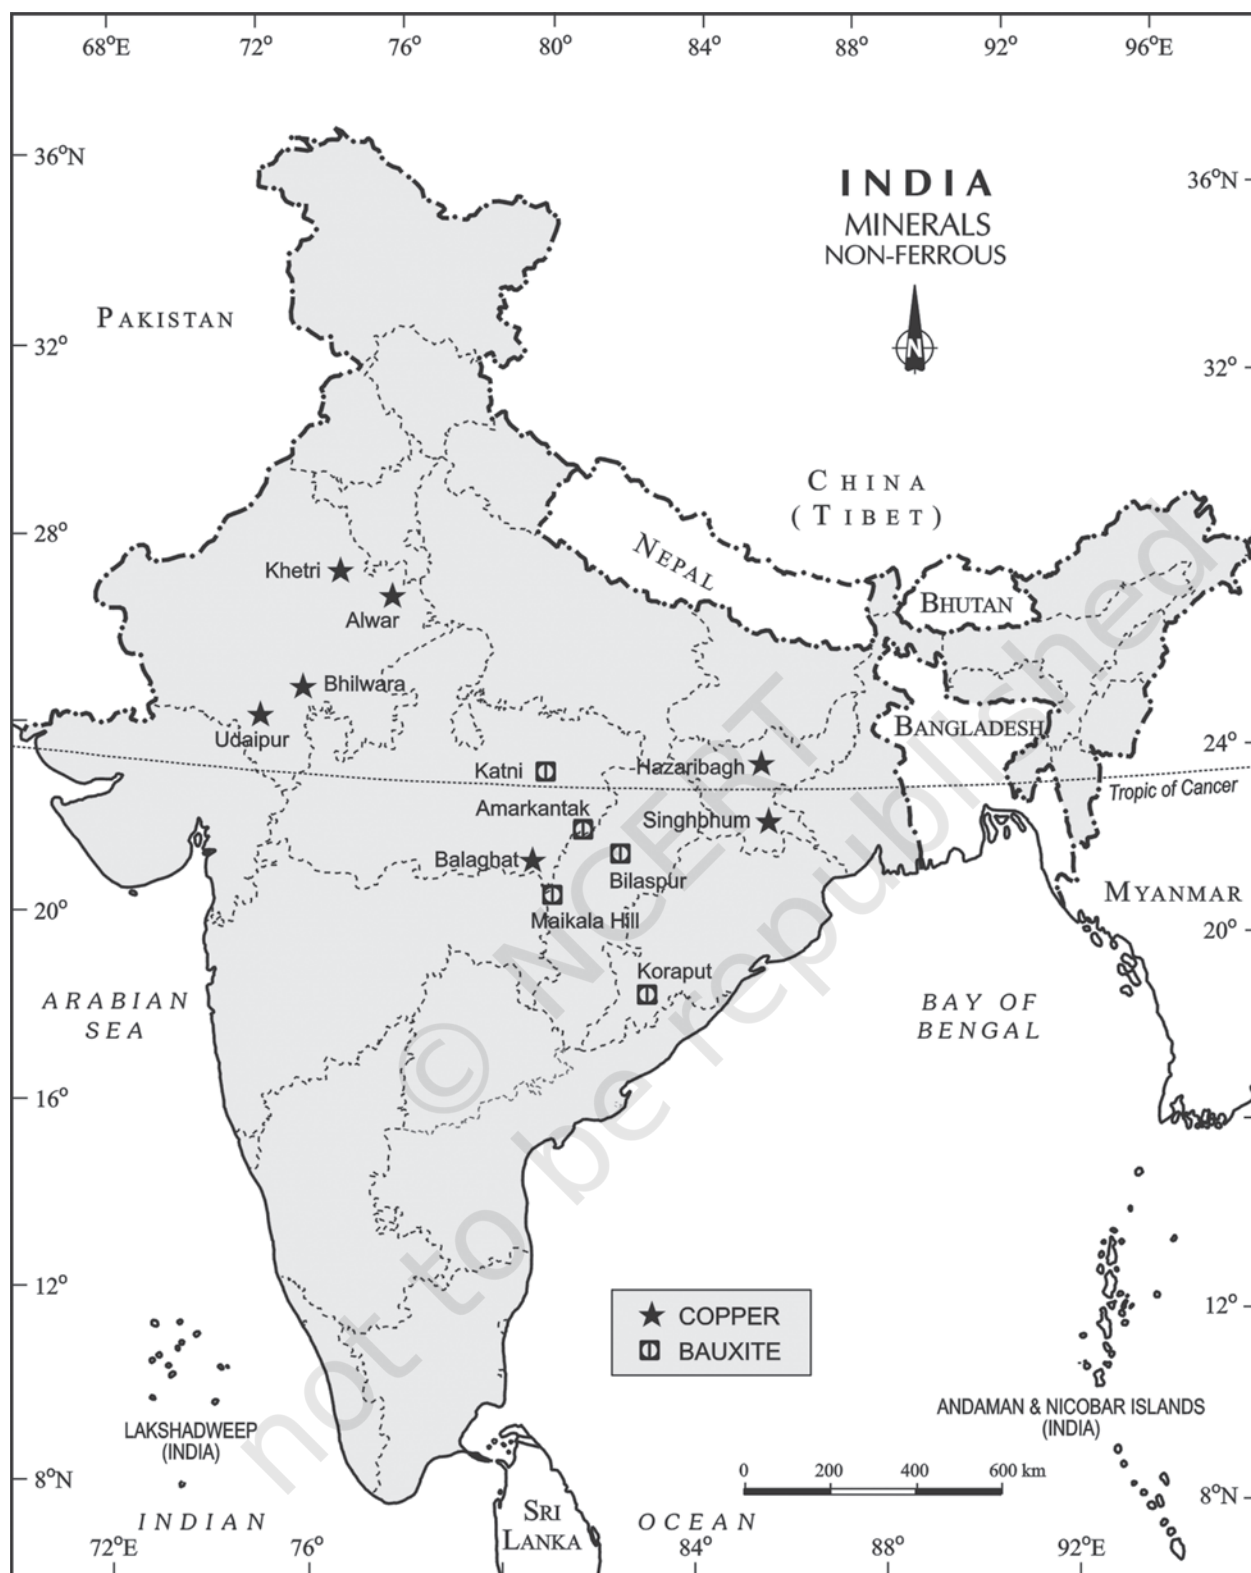 68°E 72° 76° 80° 84° 88° 92° 96°E
36°N
INDIA
MINERALS
NON-FERROUS
36°N
N
PAKISTAN
32°
32°
CHINA
(TIBET)
NEPAL
28°
BHUTAN
Khetri
Alwar
Bhilwara
Udaipur
BANGLADESH
24°
Katni
Hazaribagh
Tropic of Cancer
Amarkantak
Singhbhum
Balaghat
Bilaspur
MYANMAR
20°
Maikala Hill
20°
Koraput
ARABIAN
SEA
BAY OF
BENGAL
16°
12°
12°
COPPER
BAUXITE
LAKSHADWEEP
(INDIA)
ANDAMAN & NICOBAR ISLANDS
(INDIA)
8°N
0 200 400 600 km
8°N
SRI
LANKA
INDIAN OCEAN
72°E 76° 84° 88° 92°E
© NCERT
not to be republished